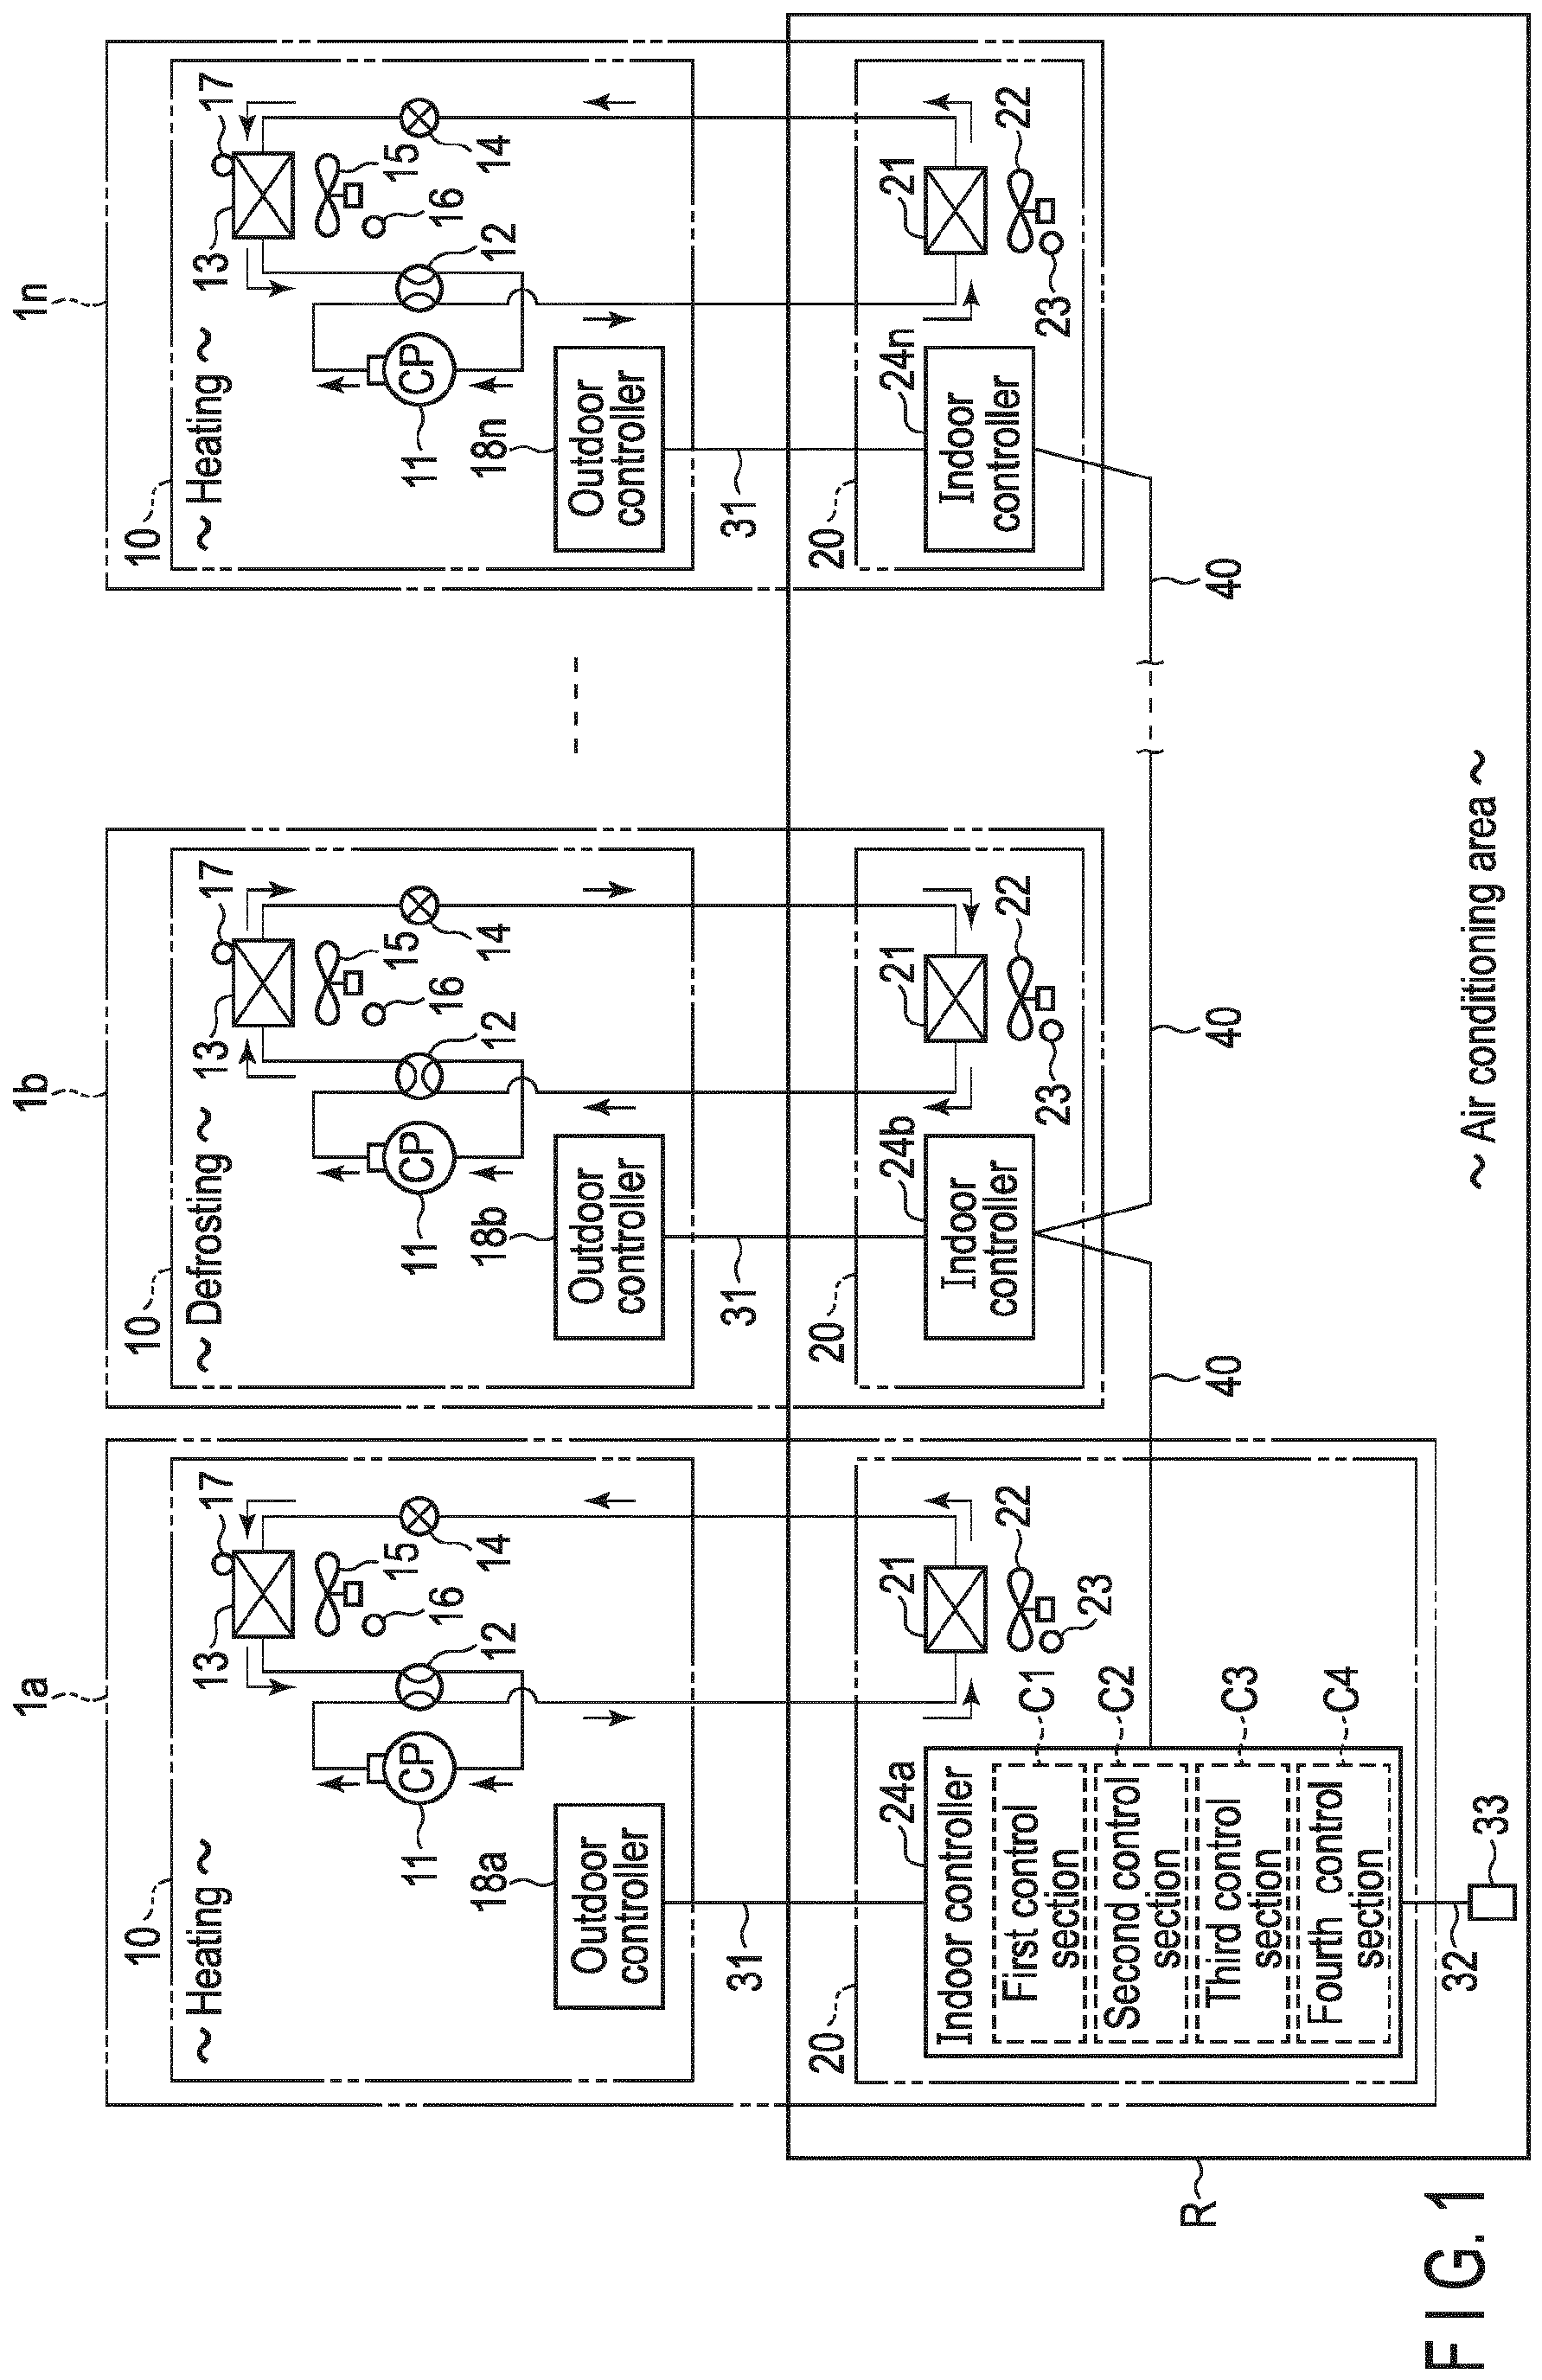 FIG. 1
1a
10
~ Heating ~
13
17
15
16
14
12
11
CP
18a
Outdoor
controller
31
R
20
21
22
23
24a
Indoor controller
First control
section
C1
Second control
section
C2
Third control
section
C3
Fourth control
section
C4
32
33
40
1b
10
~ Defrosting ~
13
17
15
16
14
12
11
CP
18b
Outdoor
controller
31
20
21
22
23
24b
Indoor
controller
40
1n
10
~ Heating ~
13
17
15
16
14
12
11
CP
18n
Outdoor
controller
31
20
21
22
23
24n
Indoor
controller
40
~ Air conditioning area ~